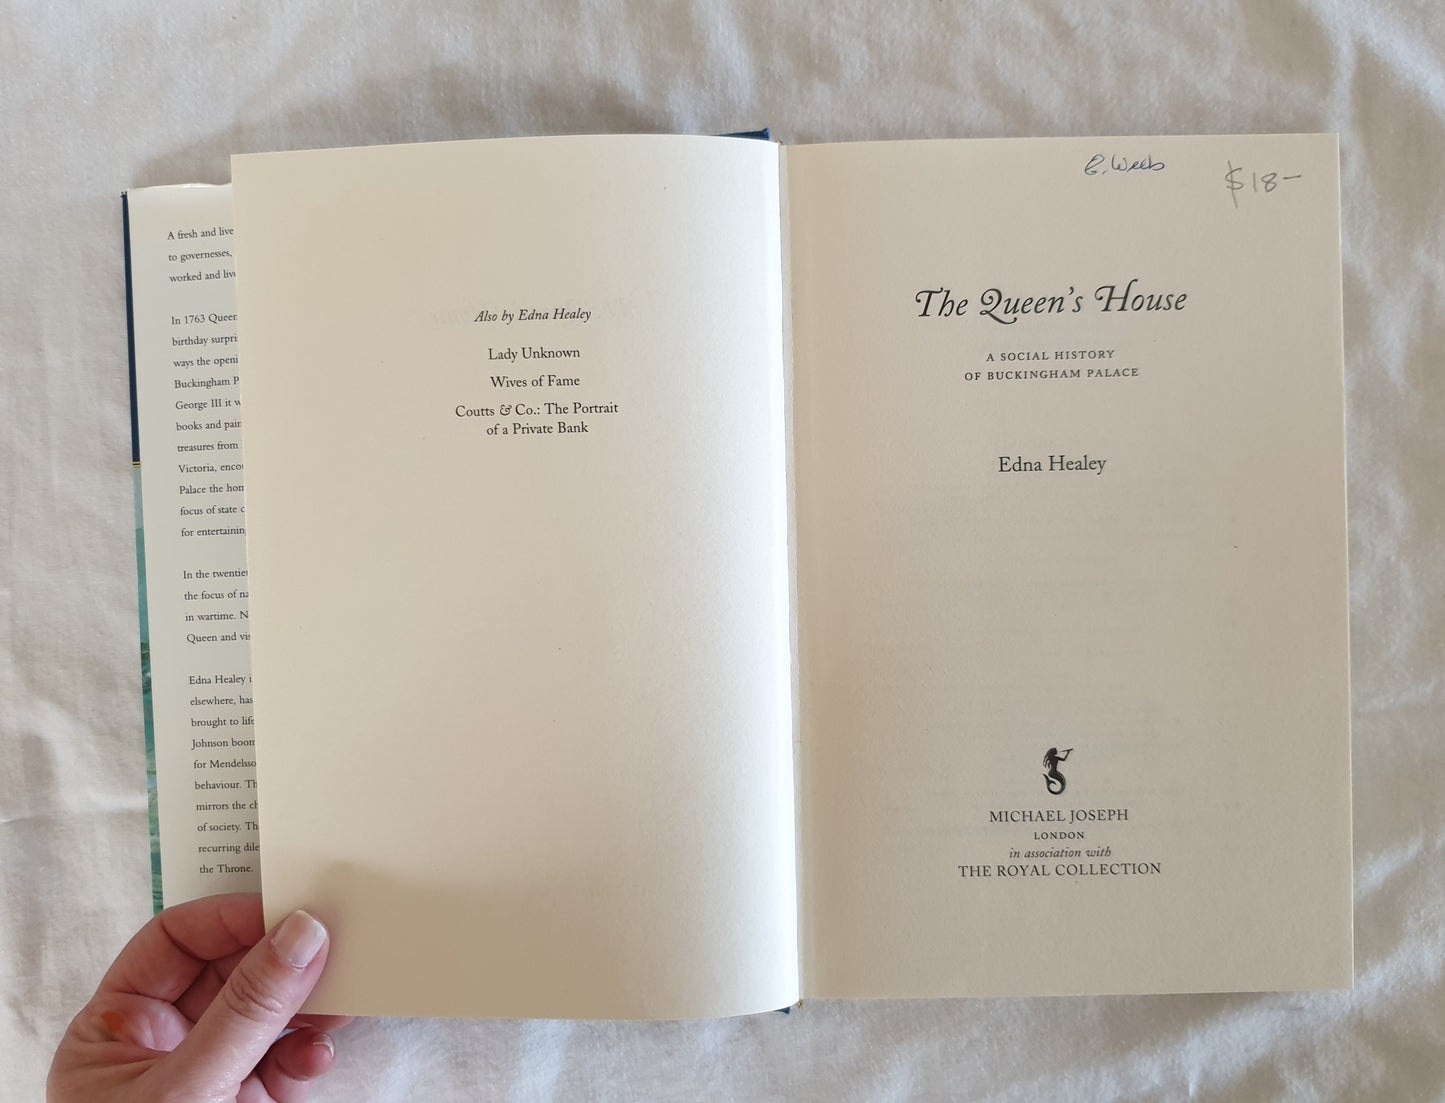 A fresh and live
to governesses,
worked and live
In 1763 Queen
birthday surpri
ways the openi
Buckingham P
George III it w
books and pain
treasures from
Victoria, encou
Palace the hom
focus of state c
for entertaining
In the twentiet
the focus of na
in wartime. N
Queen and vis
Edna Healey i
elsewhere, has
brought to life
Johnson boom
for Mendelsso
behaviour. Th
mirrors the ch
of society. Th
recurring dile
the Throne.
Also by Edna Healey
Lady Unknown
Wives of Fame
Coutts & Co.: The Portrait
of a Private Bank
$18-
The Queen's House
A SOCIAL HISTORY
OF BUCKINGHAM PALACE
Edna Healey
MICHAEL JOSEPH
LONDON
in association with
THE ROYAL COLLECTION